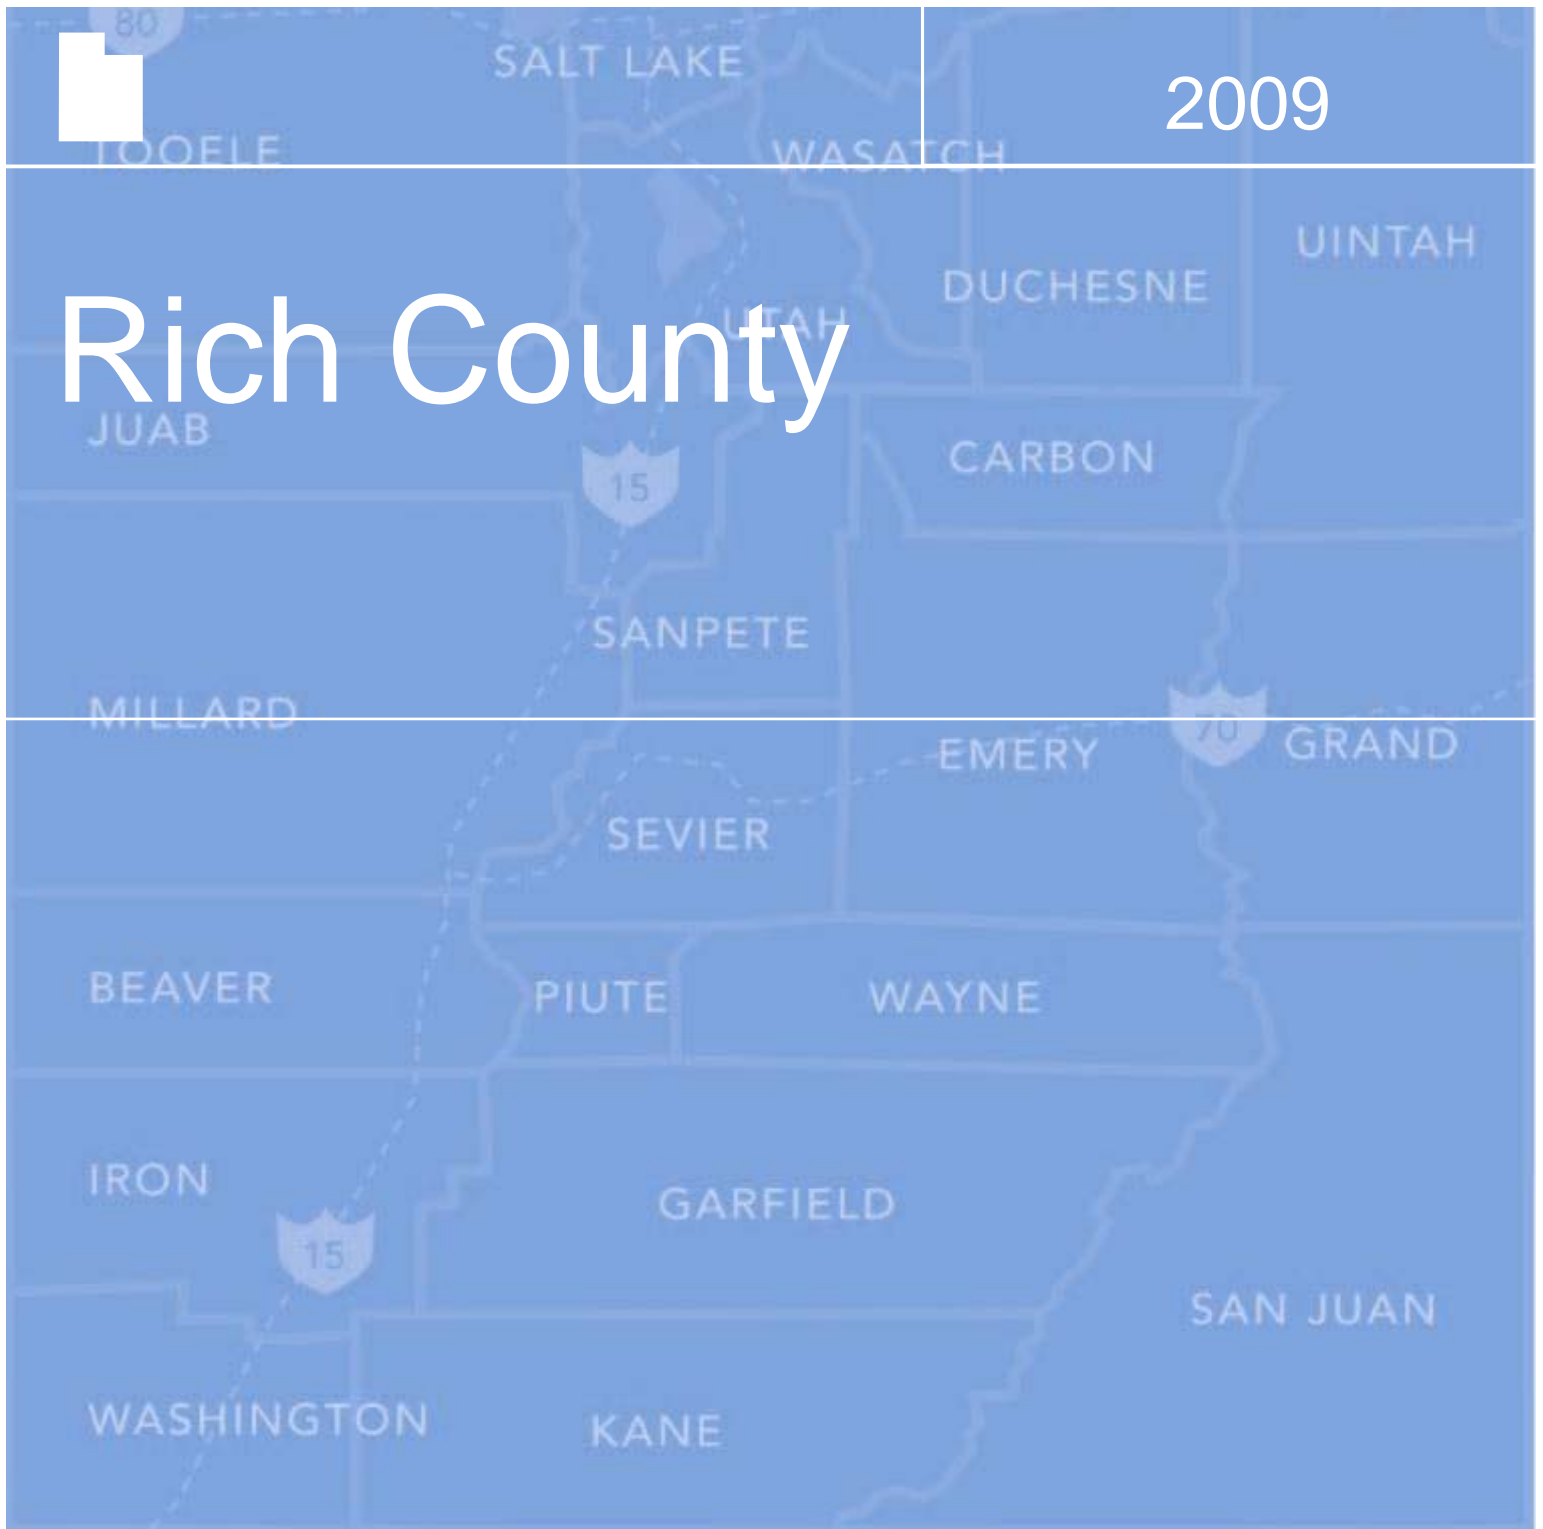 80
SALT LAKE
2009
TOOELE
WASATCH
UINTAH
DUCHESNE
UTAH
Rich County
JUAB
CARBON
15
SANPETE
MILLARD
70
EMERY
GRAND
SEVIER
BEAVER
PIUTE
WAYNE
IRON
GARFIELD
15
SAN JUAN
WASHINGTON
KANE